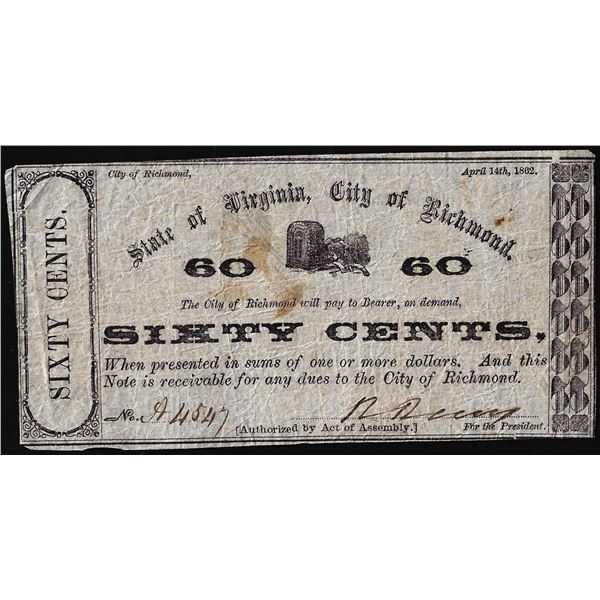 SIXTY CENTS.
City of Richmond, April 14th, 1862.
State of Virginia, City of Richmond.
60 60
The City of Richmond will pay to Bearer, on demand,
SIXTY CENTS,
When presented in sums of one or more dollars. And this
Note is receivable for any dues to the City of Richmond.
No. A 4547
[Authorized by Act of Assembly.] For the President.